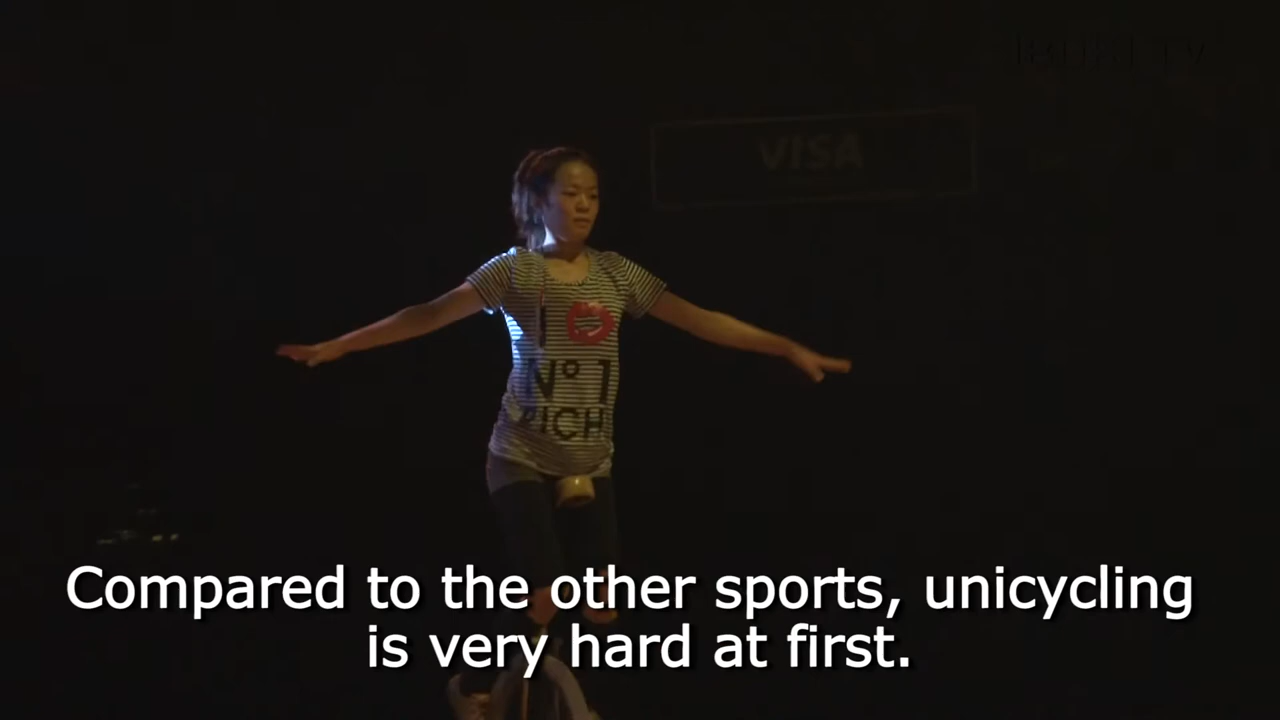 VISA
I
N° 1
RICH
Compared to the other sports, unicycling
is very hard at first.